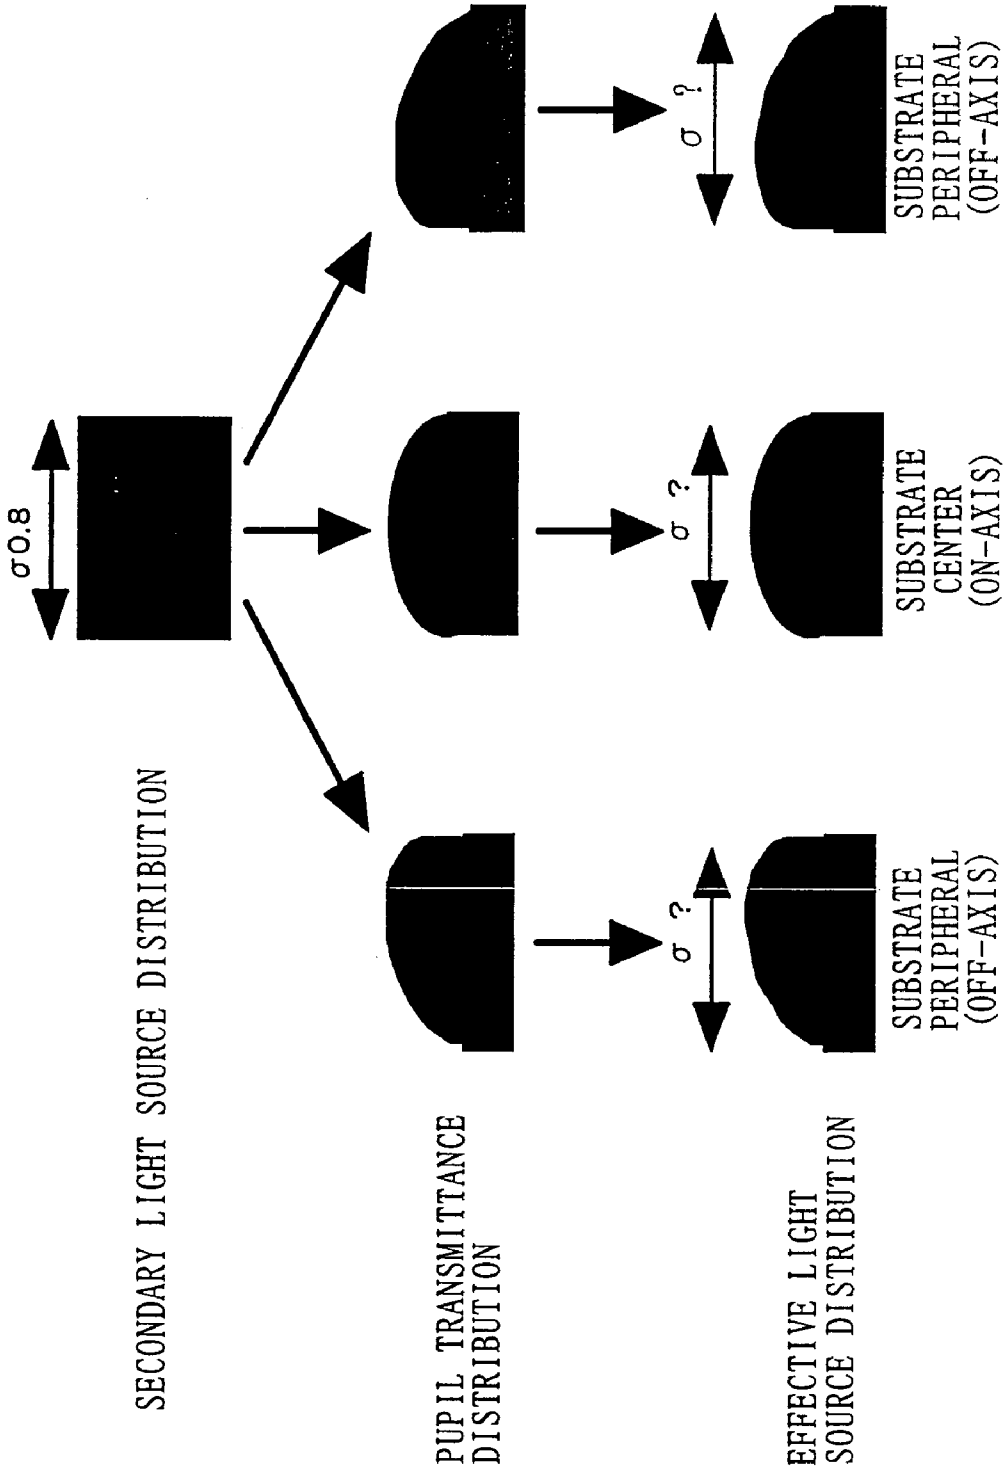 σ0.8
SECONDARY LIGHT SOURCE DISTRIBUTION
PUPIL TRANSMITTANCE
DISTRIBUTION
σ ?
σ ?
σ ?
EFFECTIVE LIGHT
SOURCE DISTRIBUTION
SUBSTRATE
PERIPHERAL
(OFF-AXIS)
SUBSTRATE
CENTER
(ON-AXIS)
SUBSTRATE
PERIPHERAL
(OFF-AXIS)